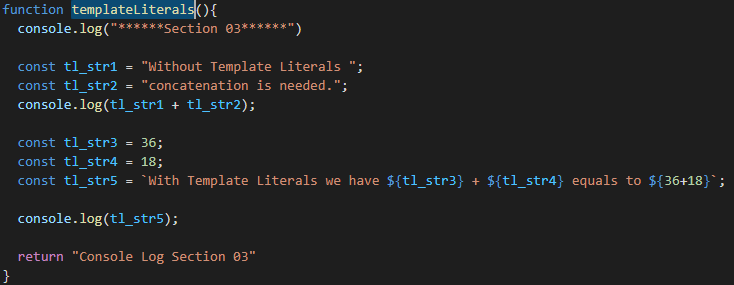 function templateLiterals(){
console.log("******Section 03******")
const tl_str1 = "Without Template Literals ";
const tl_str2 = "concatenation is needed.";
console.log(tl_str1 + tl_str2);
const tl_str3 = 36;
const tl_str4 = 18;
const tl_str5 = `With Template Literals we have ${tl_str3} + ${tl_str4} equals to ${36+18}`;
console.log(tl_str5);
return "Console Log Section 03"
}